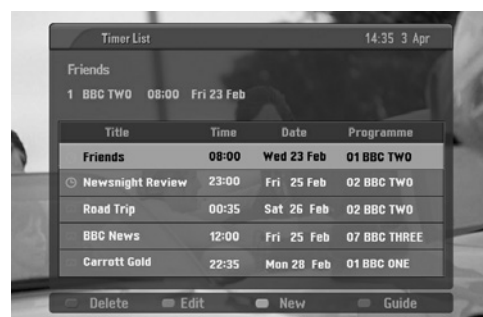 Timer List 14:35 3 Apr
Friends
1 BBC TWO 08:00 Fri 23 Feb
Title Time Date Programme
Friends 08:00 Wed 23 Feb 01 BBC TWO
Newsnight Review 23:00 Fri 25 Feb 02 BBC TWO
Road Trip 00:35 Sat 26 Feb 02 BBC TWO
BBC News 12:00 Fri 25 Feb 07 BBC THREE
Carrott Gold 22:35 Mon 28 Feb 01 BBC ONE
Delete Edit New Guide